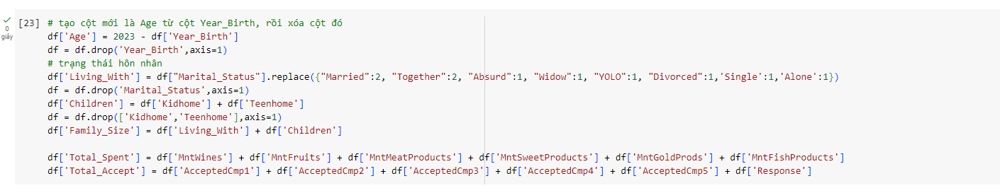 [23] # tạo cột mới là Age từ cột Year_Birth, rồi xóa cột đó
0
giây
df['Age'] = 2023 - df['Year_Birth']
df = df.drop('Year_Birth',axis=1)
# trạng thái hôn nhân
df['Living_With'] = df["Marital_Status"].replace({"Married":2, "Together":2, "Absurd":1, "Widow":1, "YOLO":1, "Divorced":1,'Single':1,'Alone':1})
df = df.drop('Marital_Status',axis=1)
df['Children'] = df['Kidhome'] + df['Teenhome']
df = df.drop(['Kidhome','Teenhome'],axis=1)
df['Family_Size'] = df['Living_With'] + df['Children']
df['Total_Spent'] = df['MntWines'] + df['MntFruits'] + df['MntMeatProducts'] + df['MntSweetProducts'] + df['MntGoldProds'] + df['MntFishProducts']
df['Total_Accept'] = df['AcceptedCmp1'] + df['AcceptedCmp2'] + df['AcceptedCmp3'] + df['AcceptedCmp4'] + df['AcceptedCmp5'] + df['Response']